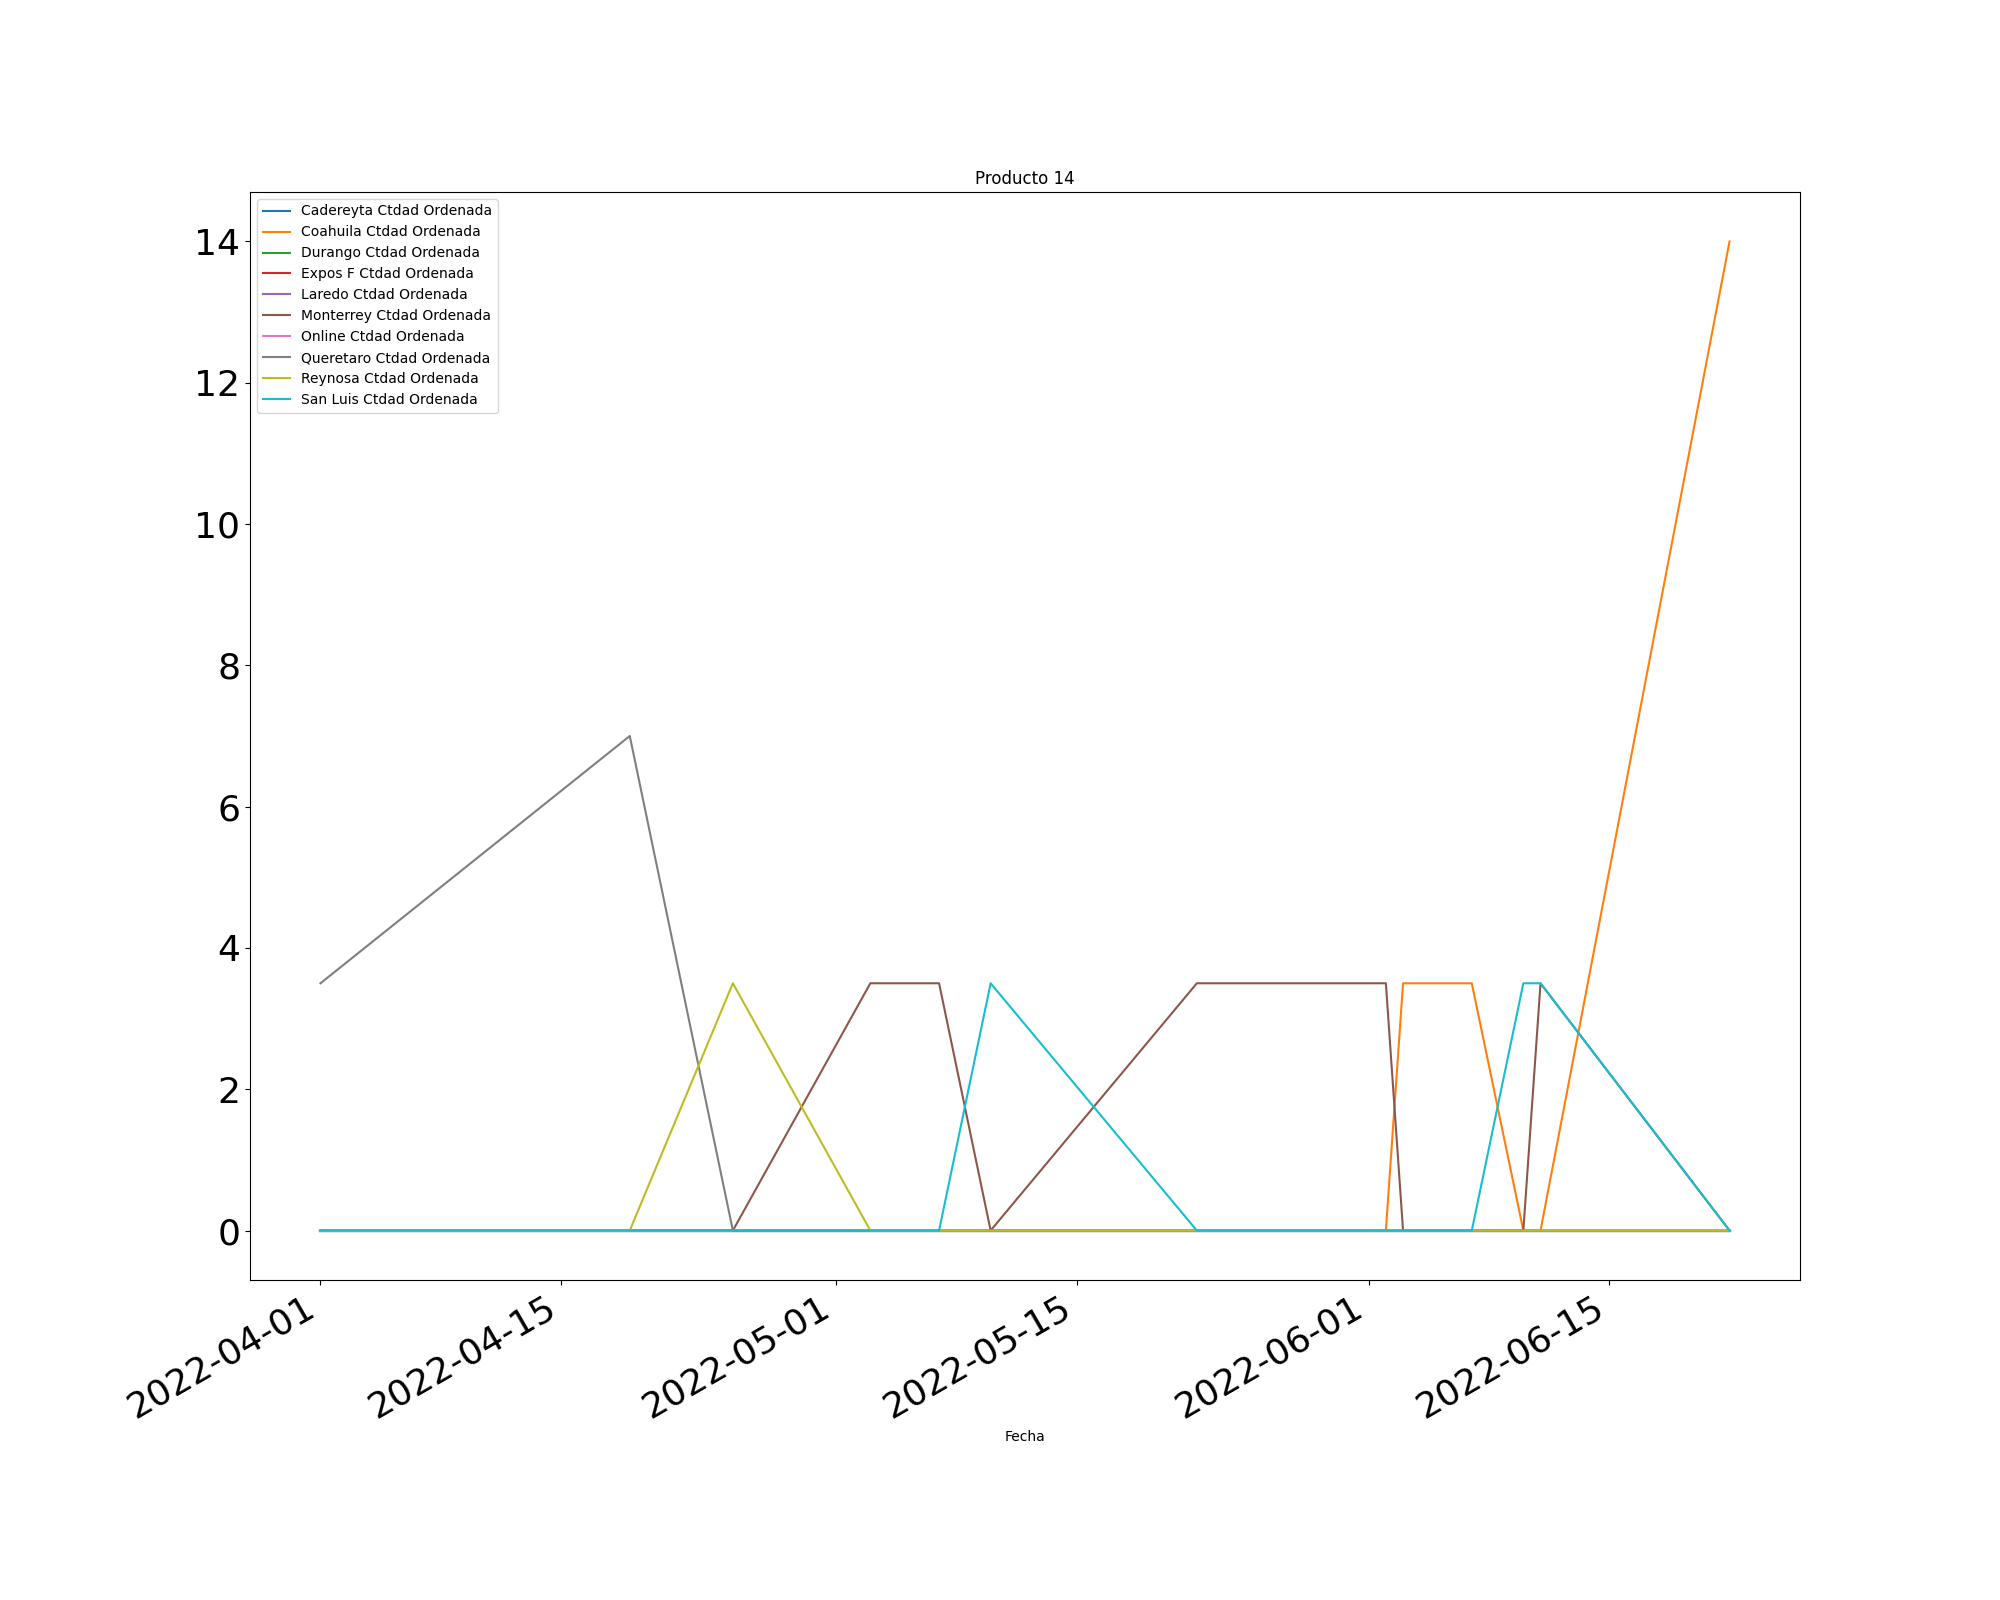 Producto 14
Cadereyta Ctdad Ordenada
Coahuila Ctdad Ordenada
Durango Ctdad Ordenada
Expos F Ctdad Ordenada
Laredo Ctdad Ordenada
Monterrey Ctdad Ordenada
Online Ctdad Ordenada
Queretaro Ctdad Ordenada
Reynosa Ctdad Ordenada
San Luis Ctdad Ordenada
14
12
10
8
6
4
2
0
2022-04-01
2022-04-15
2022-05-01
2022-05-15
2022-06-01
2022-06-15
Fecha